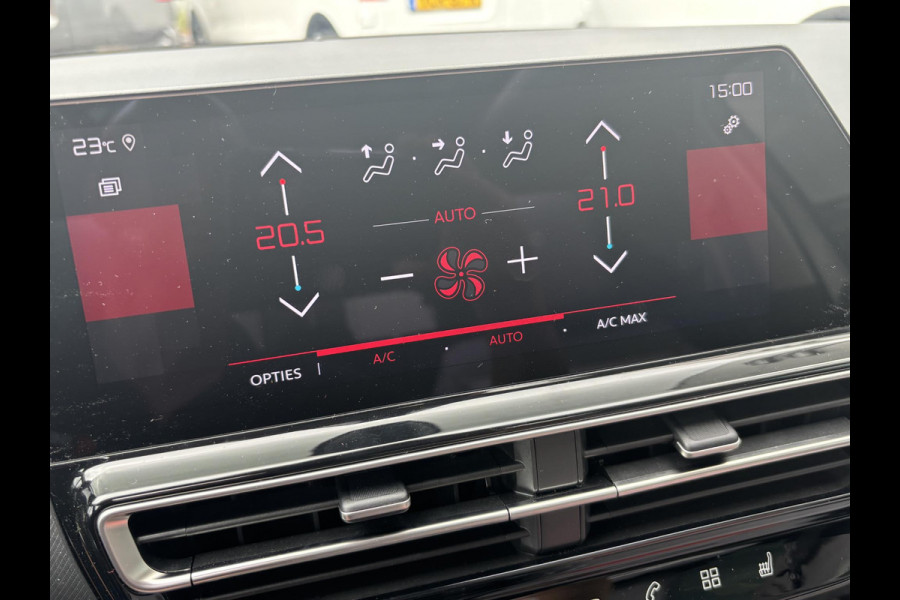 15:00
23°C
20.5
21.0
AUTO
OPTIES
A/C
AUTO
A/C MAX